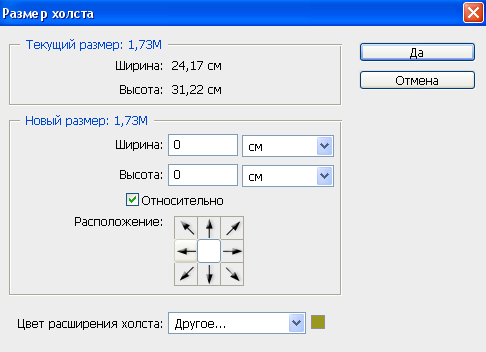 Размер холста
Текущий размер: 1,73M
Да
Ширина: 24,17 см
Отмена
Высота: 31,22 см
Новый размер: 1,73M
Ширина: 0 см
Высота: 0 см
Относительно
Расположение:
Цвет расширения холста: Другое...